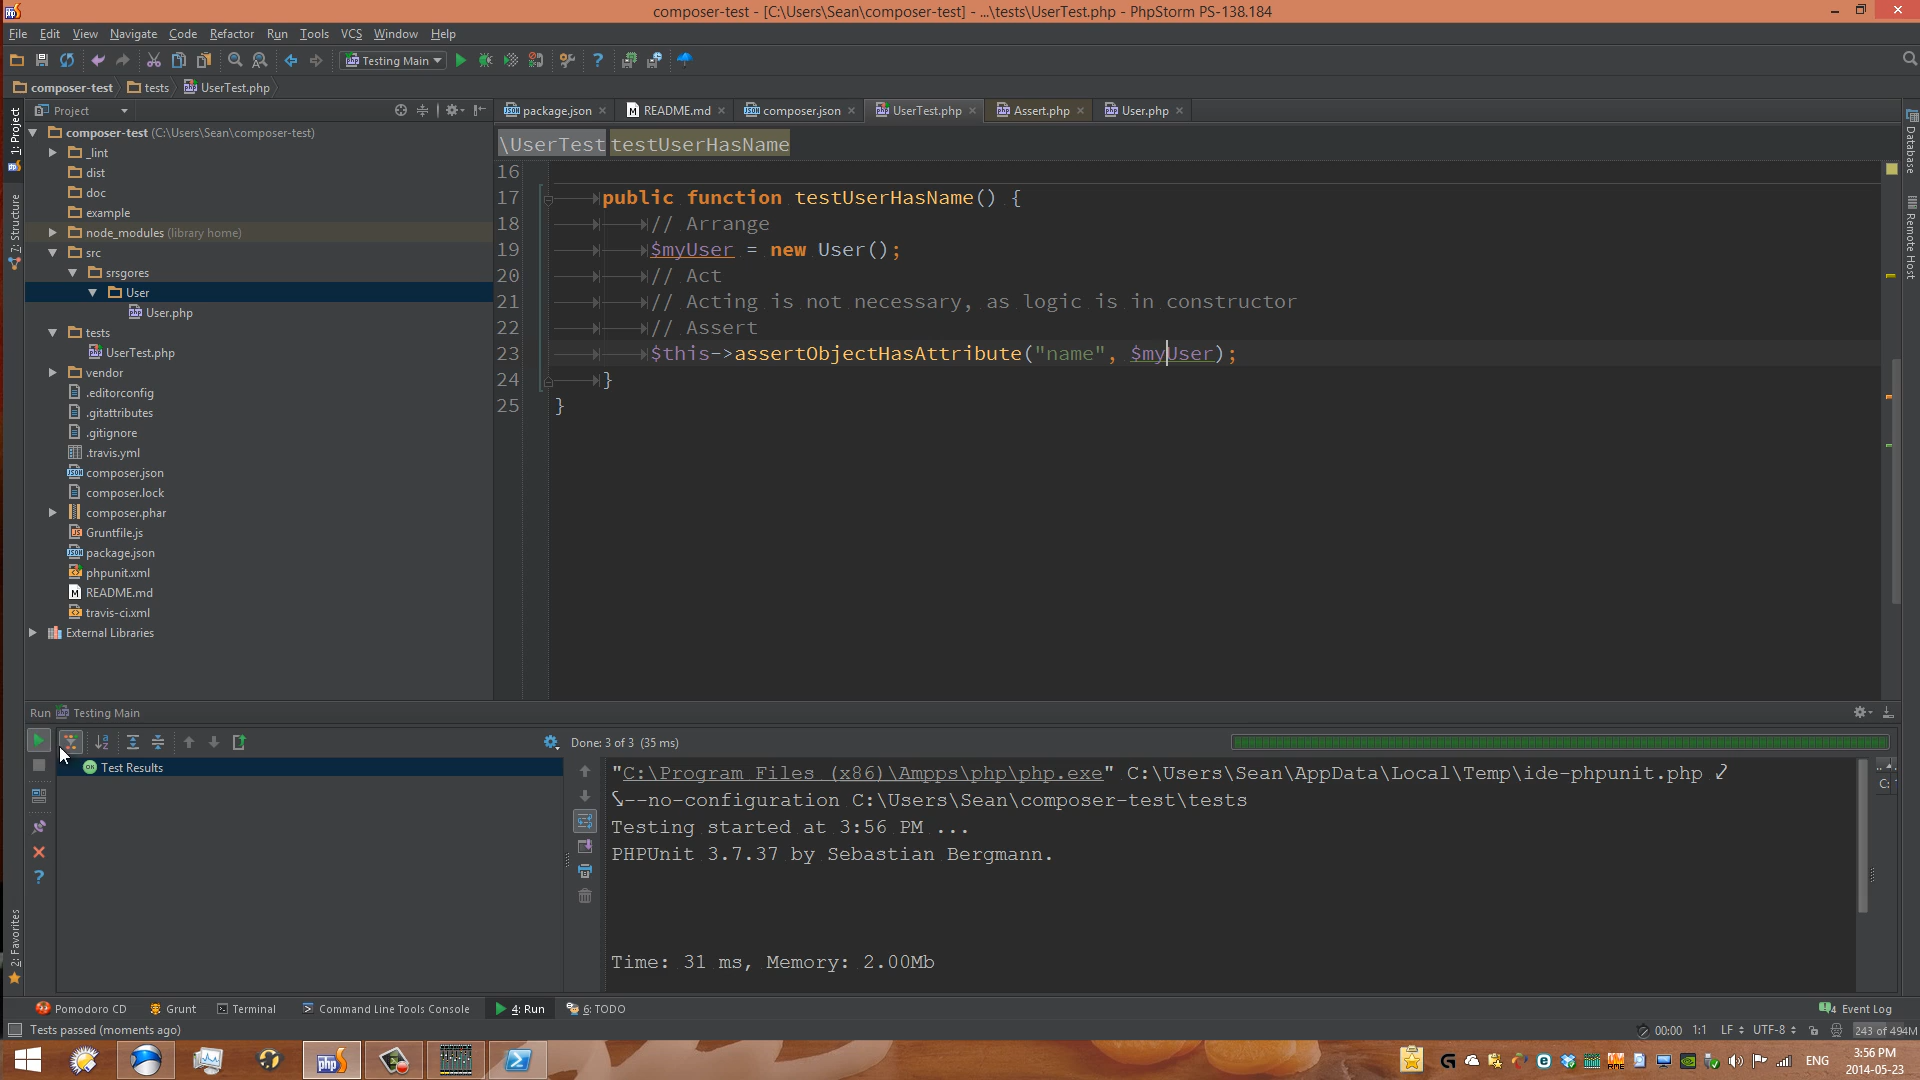 composer-test - [C:\Users\Sean\composer-test] - ...\tests\UserTest.php - PhpStorm PS-138.184
File Edit View Navigate Code Refactor Run Tools VCS Window Help
Testing Main
composer-test tests UserTest.php
Project
package.json README.md composer.json UserTest.php Assert.php User.php
1: Project
7: Structure
2: Favorites
composer-test (C:\Users\Sean\composer-test)
_lint
dist
doc
example
node_modules (library home)
src
srsgores
User
User.php
tests
UserTest.php
vendor
.editorconfig
.gitattributes
.gitignore
.travis.yml
composer.json
composer.lock
composer.phar
Gruntfile.js
package.json
phpunit.xml
README.md
travis-ci.xml
External Libraries
\UserTest testUserHasName
16
17 public function testUserHasName() {
18 // Arrange
19 $myUser = new User();
20 // Act
21 // Acting is not necessary, as logic is in constructor
22 // Assert
23 $this->assertObjectHasAttribute("name", $myUser);
24 }
25 }
Database
Remote Host
Run Testing Main
Done: 3 of 3 (35 ms)
Test Results
"C:\Program Files (x86)\Ampps\php\php.exe" C:\Users\Sean\AppData\Local\Temp\ide-phpunit.php
--no-configuration C:\Users\Sean\composer-test\tests
Testing started at 3:56 PM ...
PHPUnit 3.7.37 by Sebastian Bergmann.
Time: 31 ms, Memory: 2.00Mb
C:
Pomodoro CD Grunt Terminal Command Line Tools Console 4: Run 6: TODO 4 Event Log
Tests passed (moments ago) 00:00 1:1 LF UTF-8 243 of 494M
ENG
3:56 PM
2014-05-23